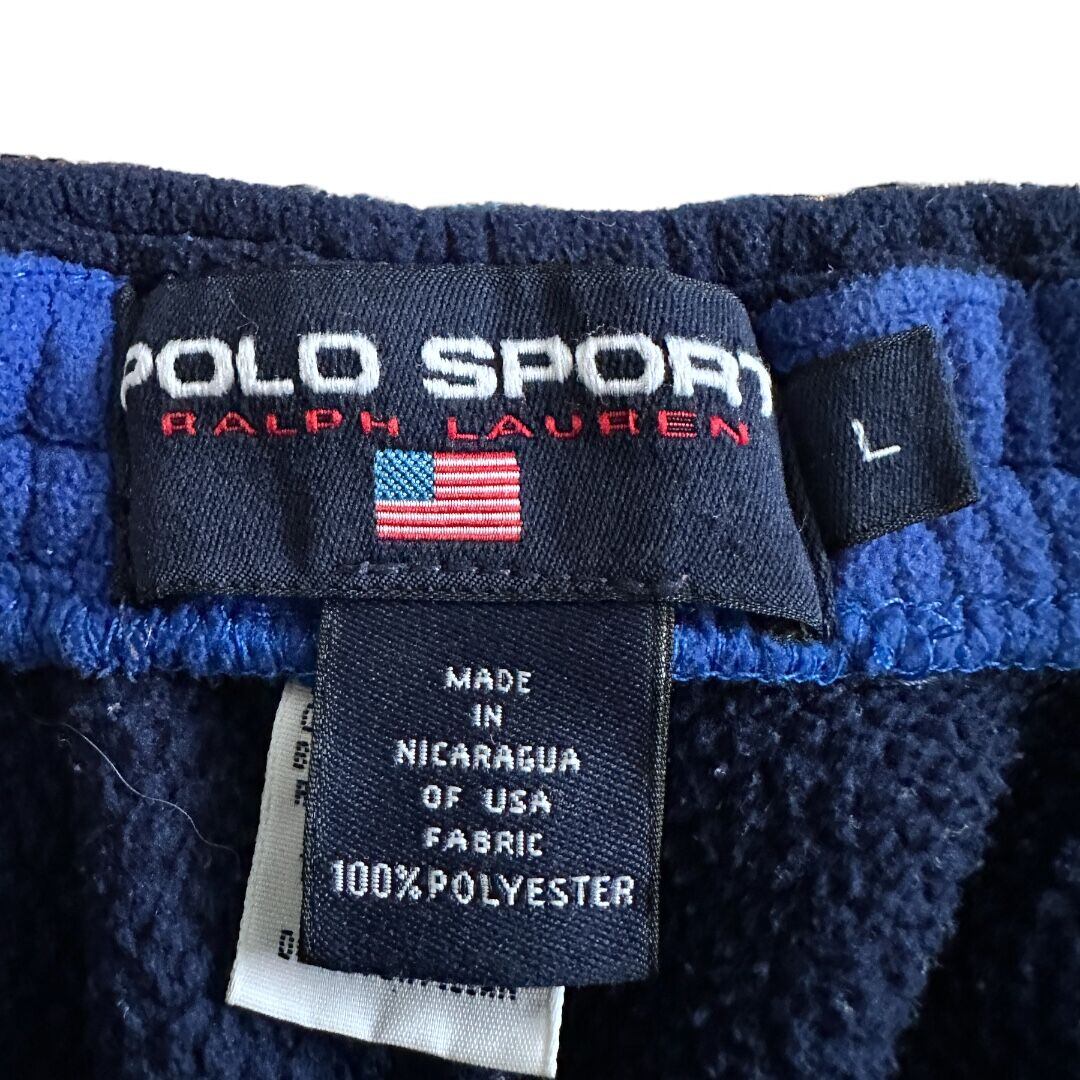 POLO SPORT
RALPH LAUREN
L
MADE
IN
NICARAGUA
OF USA
FABRIC
100%POLYESTER